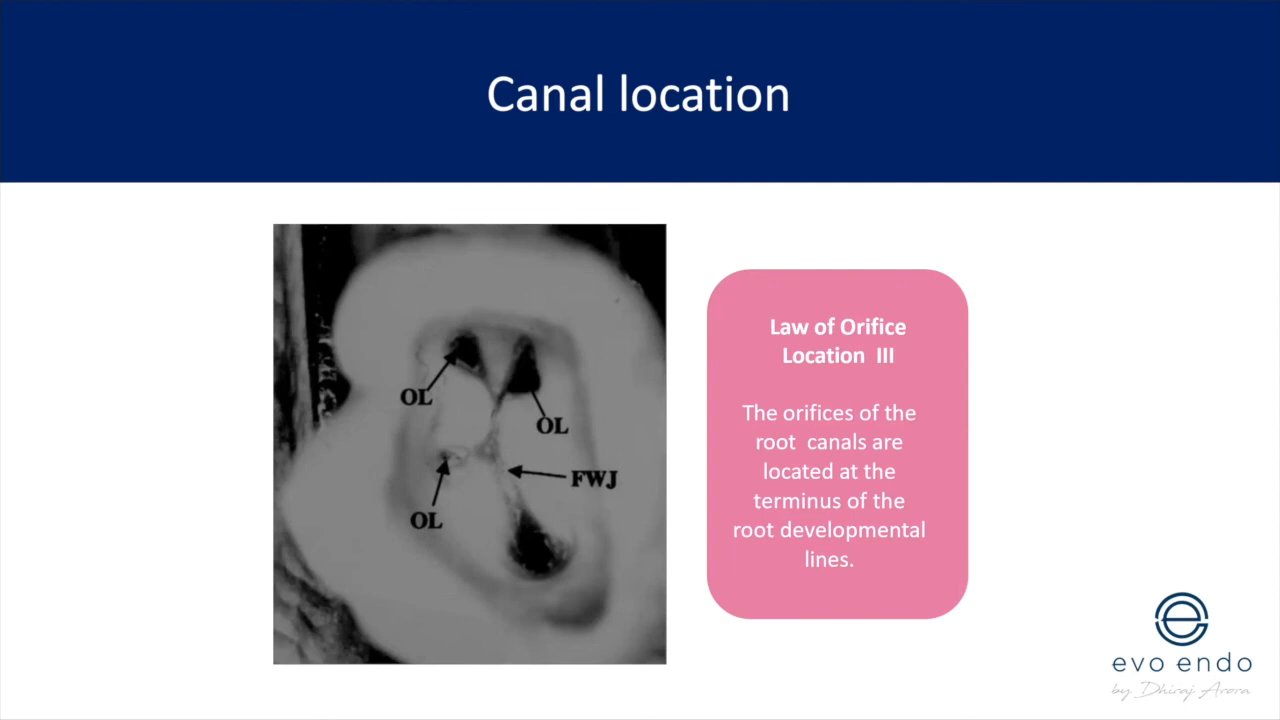 Canal location
OL
OL
FWJ
OL
Law of Orifice
Location III
The orifices of the
root canals are
located at the
terminus of the
root developmental
lines.
evo endo
by Dhiraj Arora